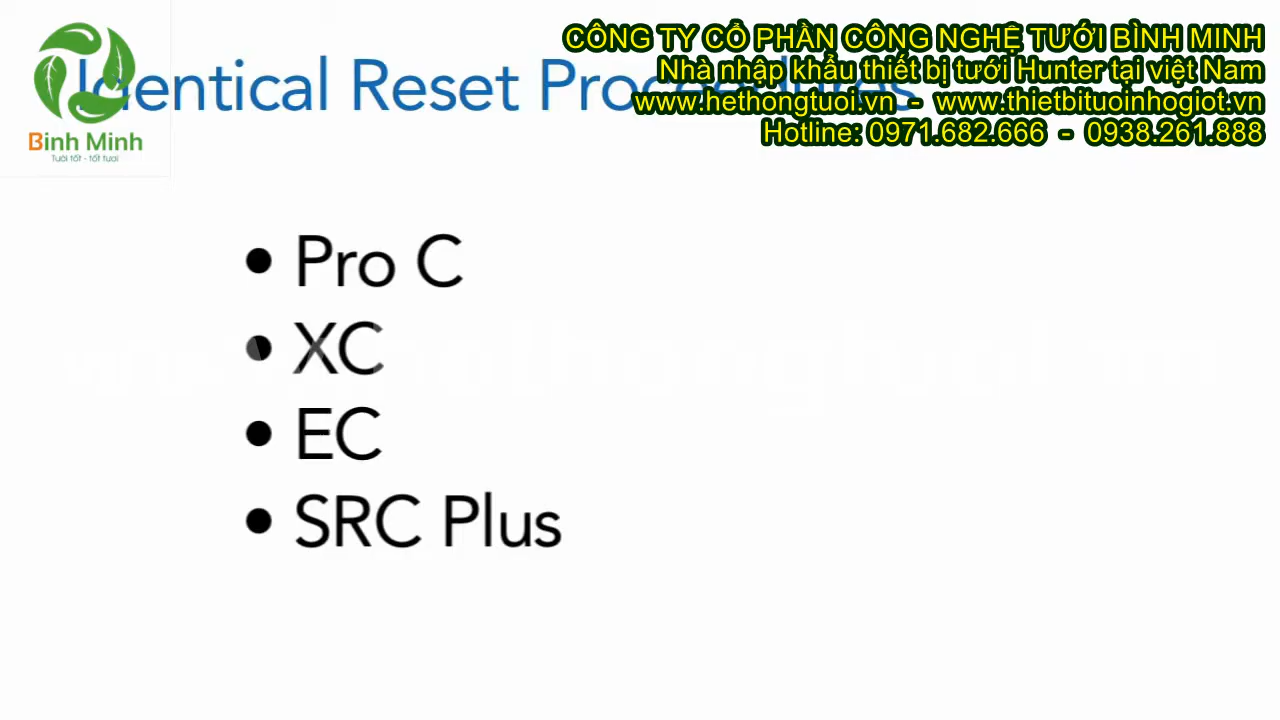 Identical Reset Procedures
CÔNG TY CỔ PHẦN CÔNG NGHỆ TƯỚI BÌNH MINH
Nhà nhập khẩu thiết bị tưới Hunter tại việt Nam
www.hethongtuoi.vn - www.thietbituoinhogiot.vn
Hotline: 0971.682.666 - 0938.261.888
Bình Minh
Tưới tốt - tốt tươi
• Pro C
• XC
• EC
• SRC Plus